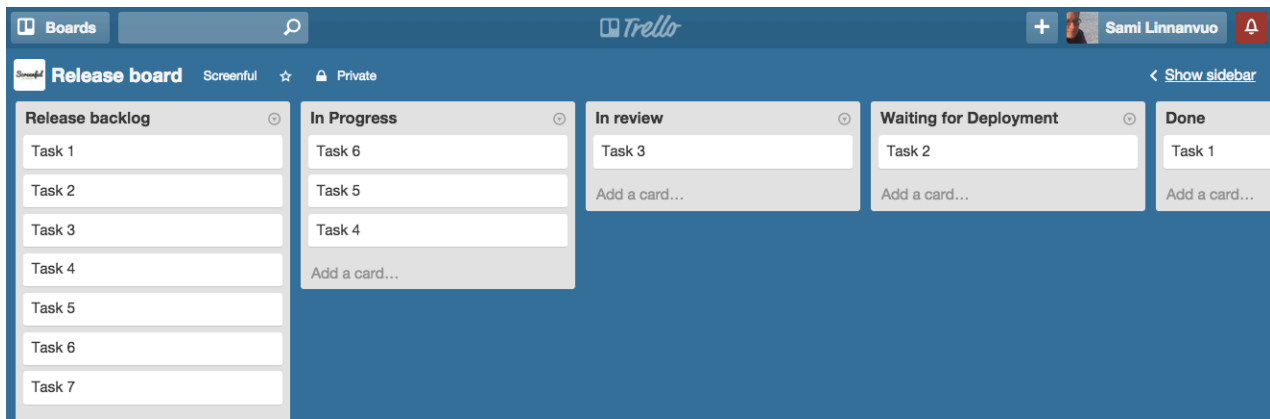 Boards
Trello
Sami Linnanvuo
Screenful
Release board
Screenful
Private
Show sidebar
Release backlog
Task 1
Task 2
Task 3
Task 4
Task 5
Task 6
Task 7
In Progress
Task 6
Task 5
Task 4
Add a card…
In review
Task 3
Add a card…
Waiting for Deployment
Task 2
Add a card…
Done
Task 1
Add a card…